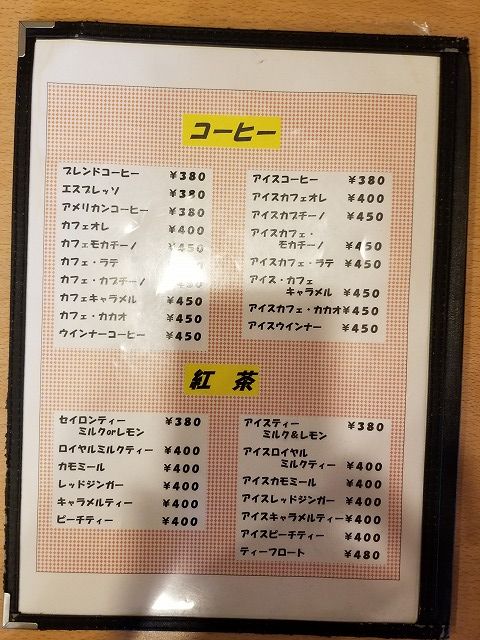 コーヒー
ブレンドコーヒー ¥380
エスプレッソ ¥380
アメリカンコーヒー ¥380
カフェオレ ¥400
カフェモカチーノ ¥450
カフェ・ラテ
カフェ・カプチーノ
カフェキャラメル ¥450
カフェ・カカオ ¥450
ウインナーコーヒー ¥450
アイスコーヒー ¥380
アイスカフェオレ ¥400
アイスカプチーノ ¥450
アイスカフェ・
モカチーノ ¥450
アイスカフェ・ラテ ¥450
アイス・カフェ
キャラメル ¥450
アイスカフェ・カカオ¥450
アイスウインナー ¥450
紅 茶
セイロンティー ¥380
ミルクorレモン
ロイヤルミルクティー ¥400
カモミール ¥400
レッドジンガー ¥400
キャラメルティー ¥400
ピーチティー ¥400
アイスティー ¥380
ミルク&レモン
アイスロイヤル
ミルクティー ¥400
アイスカモミール ¥400
アイスレッドジンガー ¥400
アイスキャラメルティー¥400
アイスピーチティー ¥400
ティーフロート ¥480